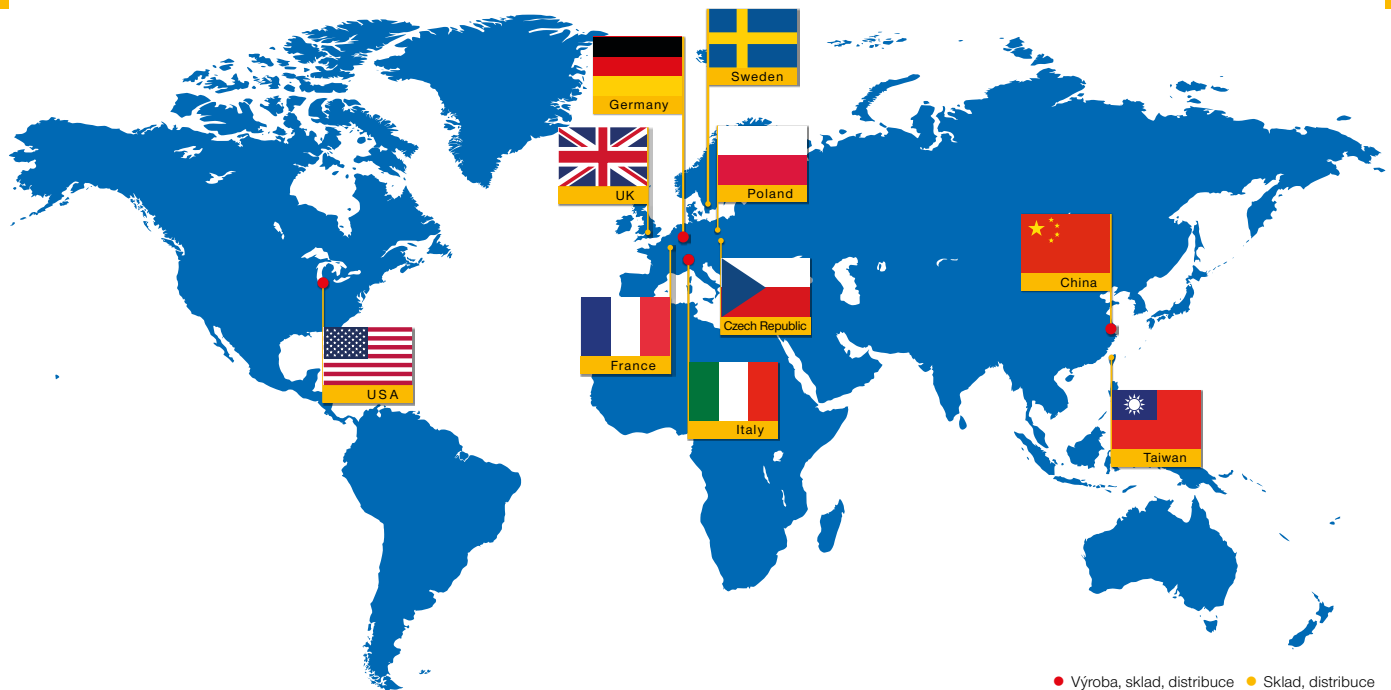 Sweden
Germany
UK
Poland
China
Czech Republic
France
USA
Italy
Taiwan
Výroba, sklad, distribuce
Sklad, distribuce